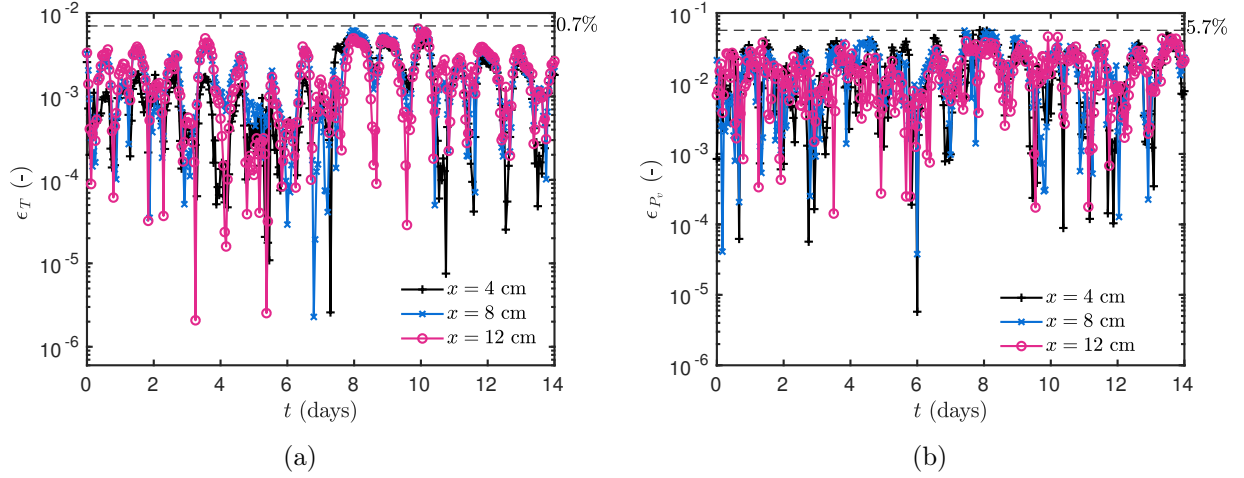 10^{-2}
0.7%
10^{-3}
10^{-4}
10^{-5}
10^{-6}
ϵ_T (-)
x = 4 cm
x = 8 cm
x = 12 cm
0 2 4 6 8 10 12 14
t (days)
(a)
10^{-1}
5.7%
10^{-2}
10^{-3}
10^{-4}
10^{-5}
10^{-6}
ϵ_{P_v} (-)
x = 4 cm
x = 8 cm
x = 12 cm
0 2 4 6 8 10 12 14
t (days)
(b)